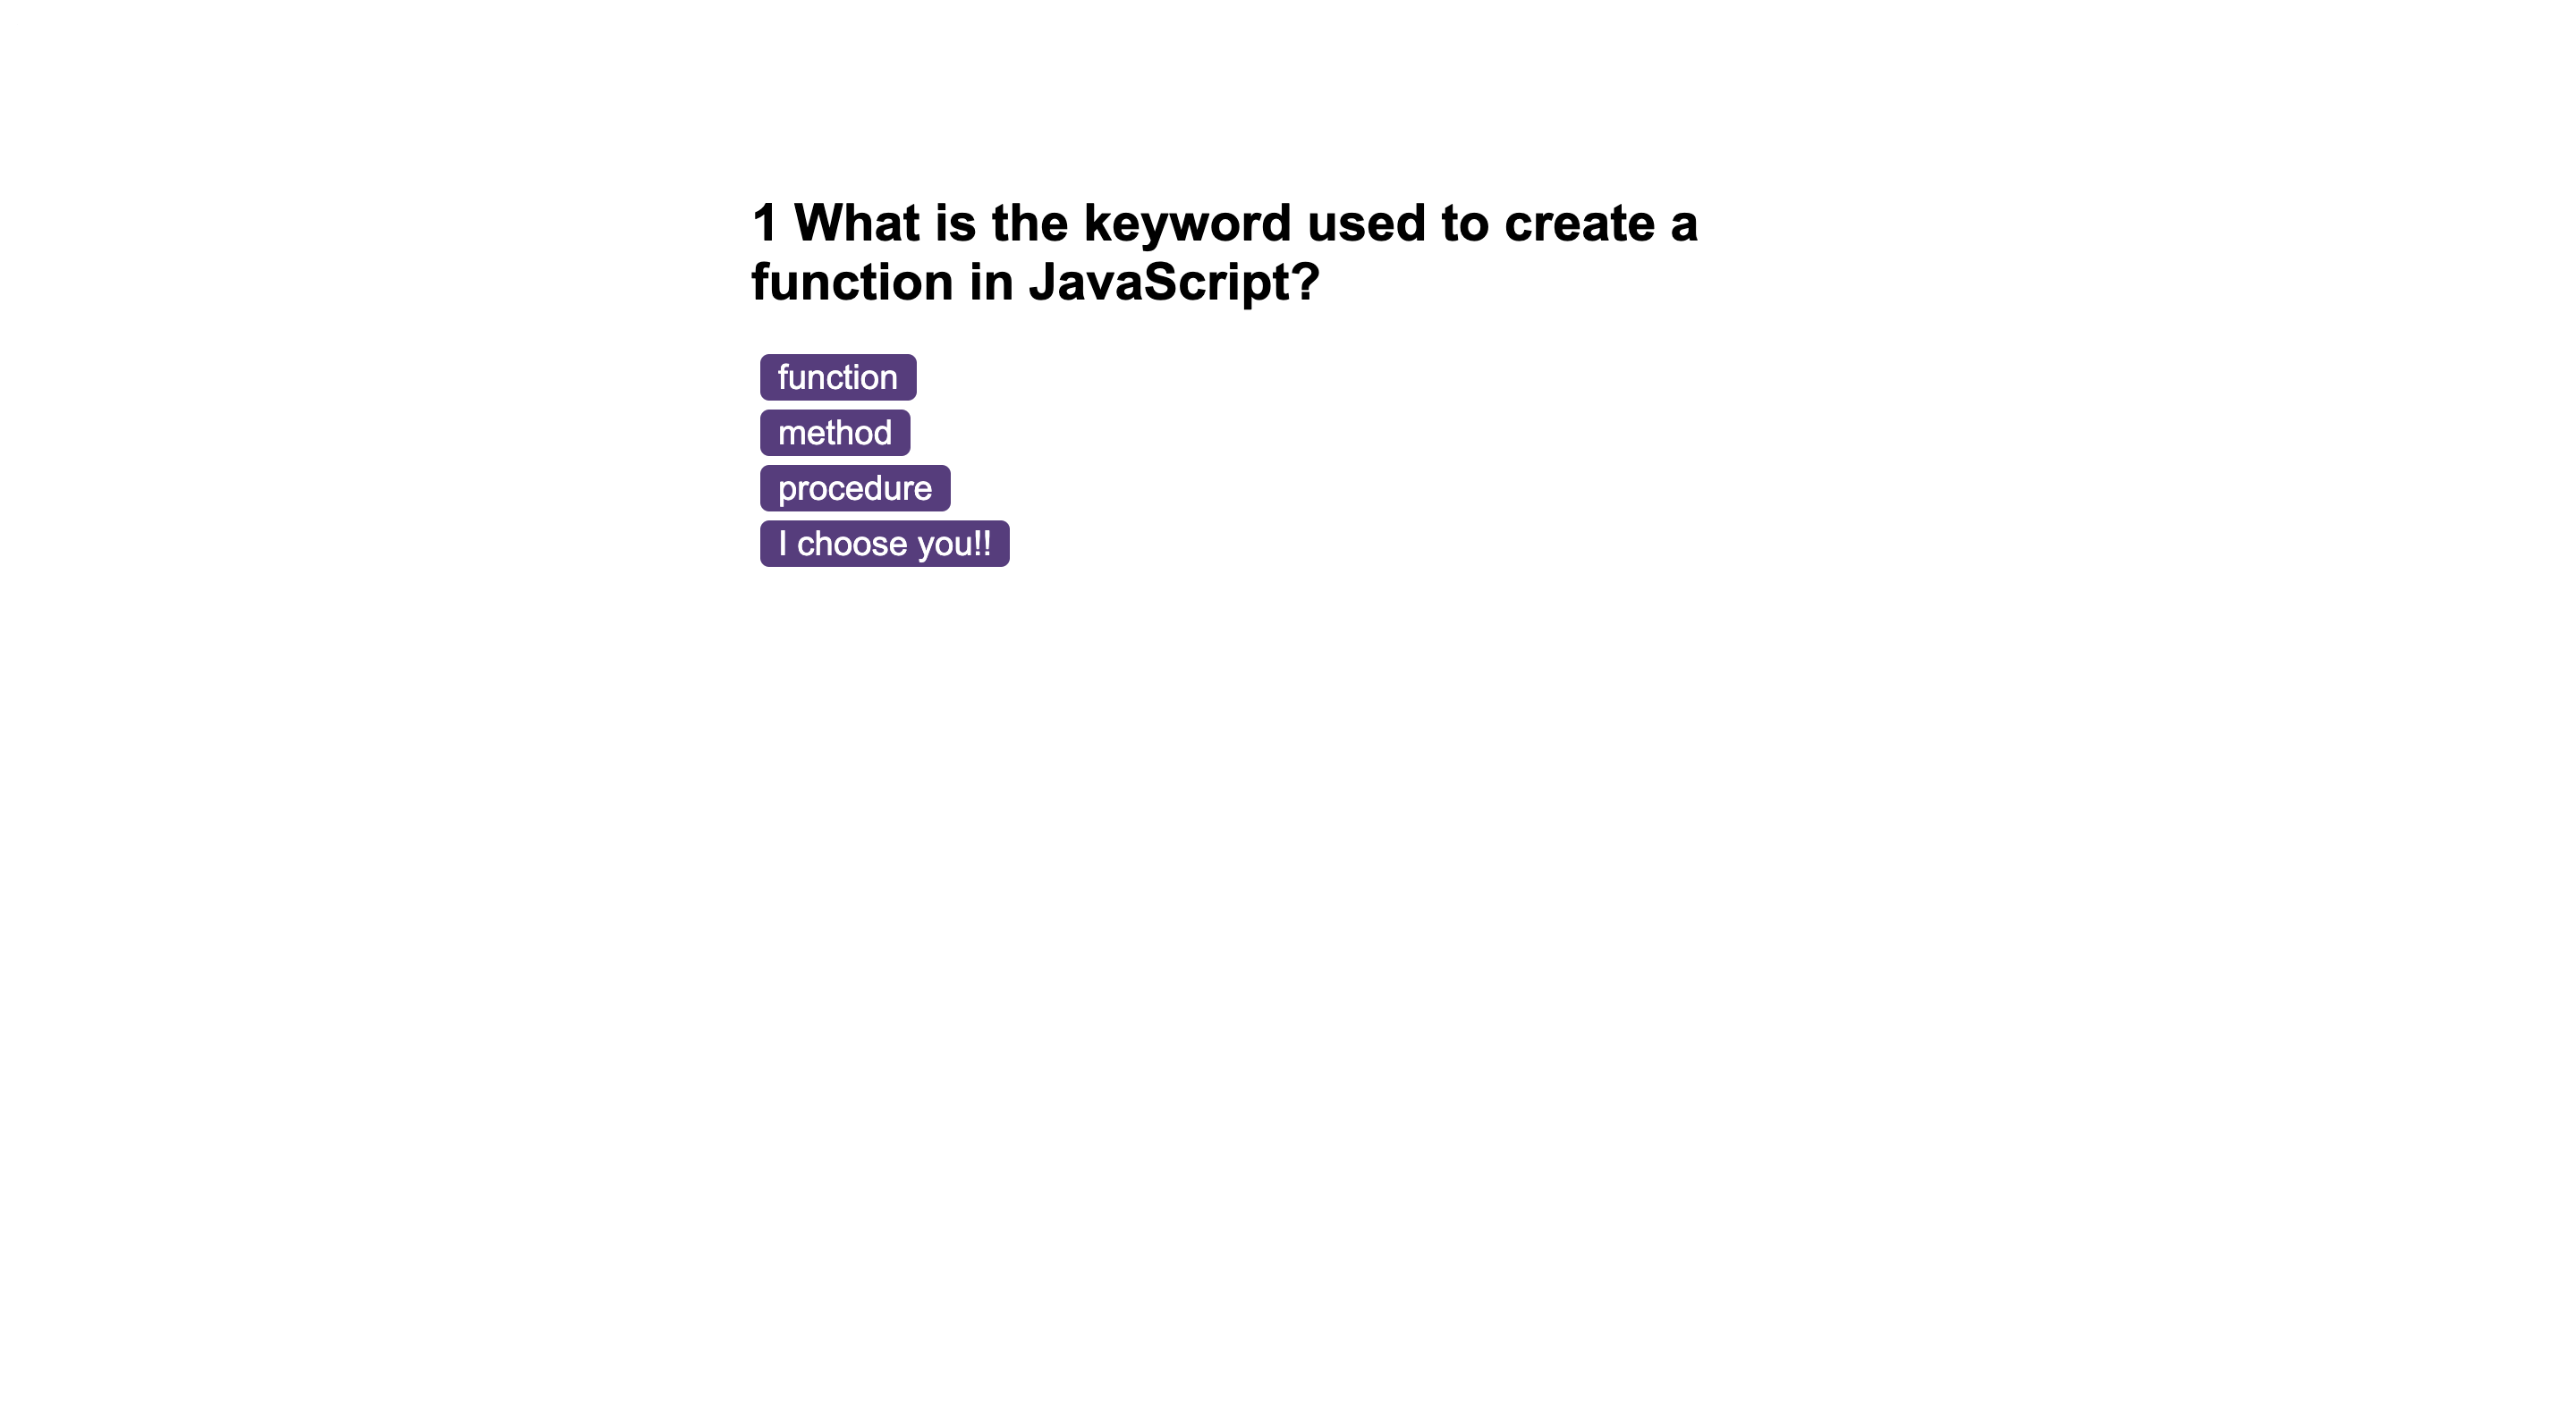 1 What is the keyword used to create a
function in JavaScript?
function
method
procedure
I choose you!!